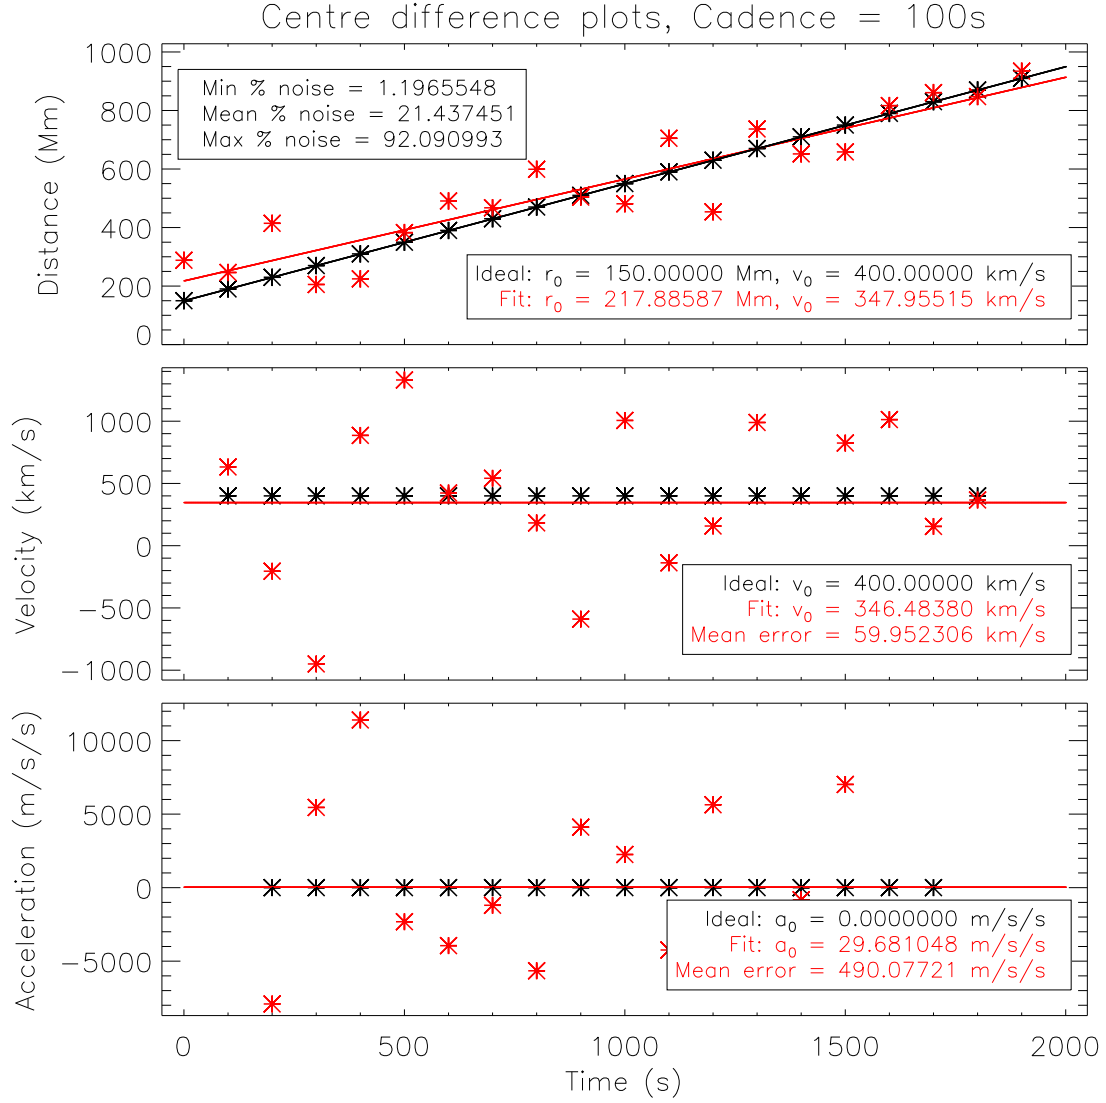 Centre difference plots, Cadence = 100s
1000
800
600
400
200
0
Distance (Mm)
Min % noise = 1.1965548
Mean % noise = 21.437451
Max % noise = 92.090993
Ideal: r0 = 150.00000 Mm, v0 = 400.00000 km/s
Fit: r0 = 217.88587 Mm, v0 = 347.95515 km/s
1000
500
0
−500
−1000
Velocity (km/s)
Ideal: v0 = 400.00000 km/s
Fit: v0 = 346.48380 km/s
Mean error = 59.952306 km/s
10000
5000
0
−5000
Acceleration (m/s/s)
Ideal: a0 = 0.0000000 m/s/s
Fit: a0 = 29.681048 m/s/s
Mean error = 490.07721 m/s/s
0 500 1000 1500 2000
Time (s)